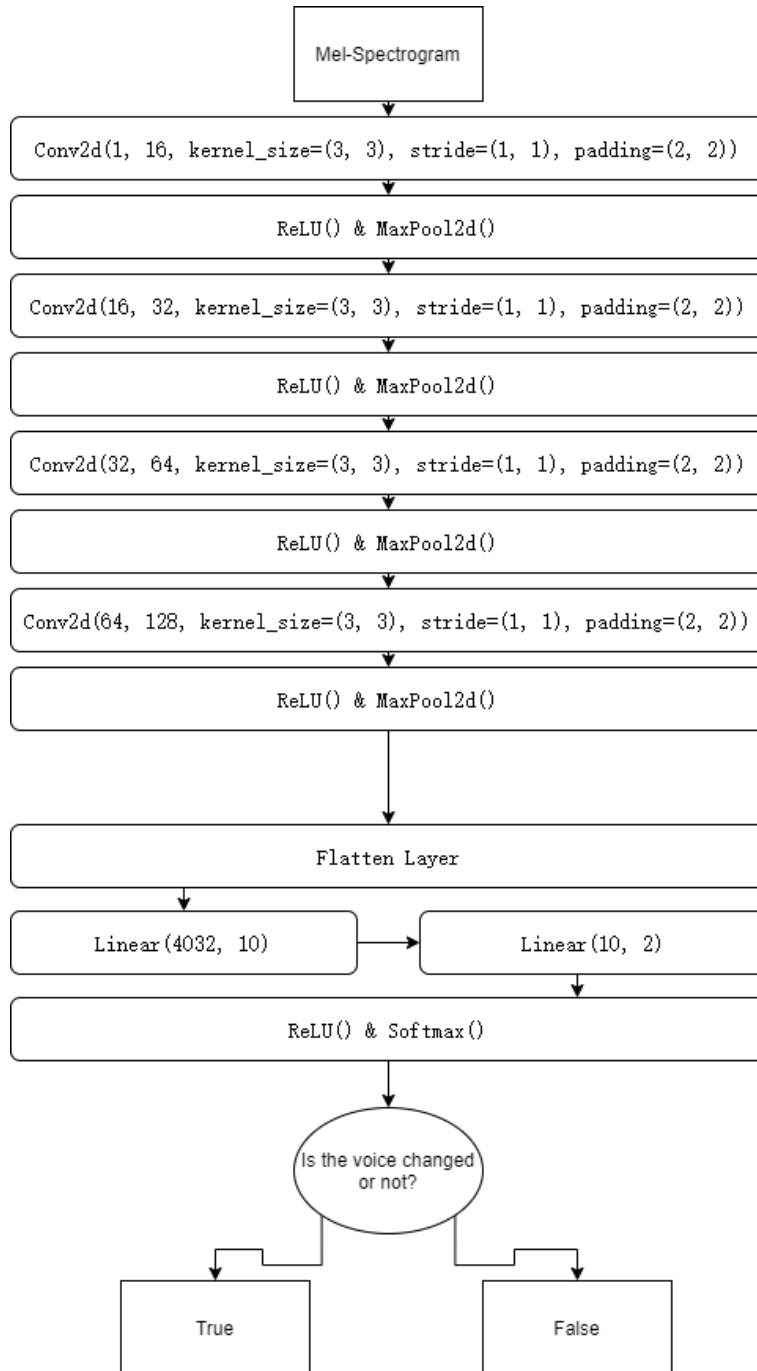 Mel-Spectrogram
Conv2d(1, 16, kernel_size=(3, 3), stride=(1, 1), padding=(2, 2))
ReLU() & MaxPool2d()
Conv2d(16, 32, kernel_size=(3, 3), stride=(1, 1), padding=(2, 2))
ReLU() & MaxPool2d()
Conv2d(32, 64, kernel_size=(3, 3), stride=(1, 1), padding=(2, 2))
ReLU() & MaxPool2d()
Conv2d(64, 128, kernel_size=(3, 3), stride=(1, 1), padding=(2, 2))
ReLU() & MaxPool2d()
Flatten Layer
Linear(4032, 10)
Linear(10, 2)
ReLU() & Softmax()
Is the voice changed
or not?
True
False